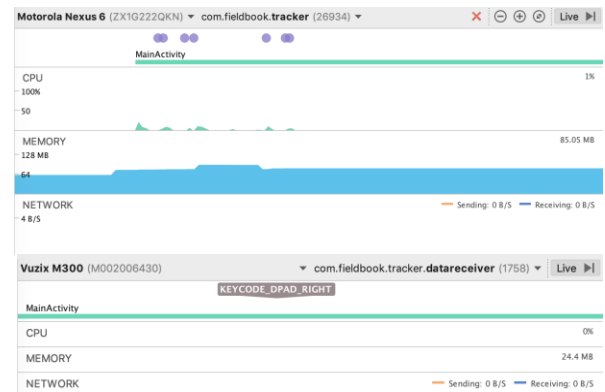 Motorola Nexus 6 (ZX1G222QKN) com.fieldbook.tracker (26934) Live
MainActivity
CPU 1%
100%
50
MEMORY 85.05 MB
128 MB
64
NETWORK Sending: 0 B/S Receiving: 0 B/S
4 B/S
Vuzix M300 (M002006430) com.fieldbook.tracker.datareceiver (1758) Live
KEYCODE_DPAD_RIGHT
MainActivity
CPU 0%
MEMORY 24.4 MB
NETWORK Sending: 0 B/S Receiving: 0 B/S